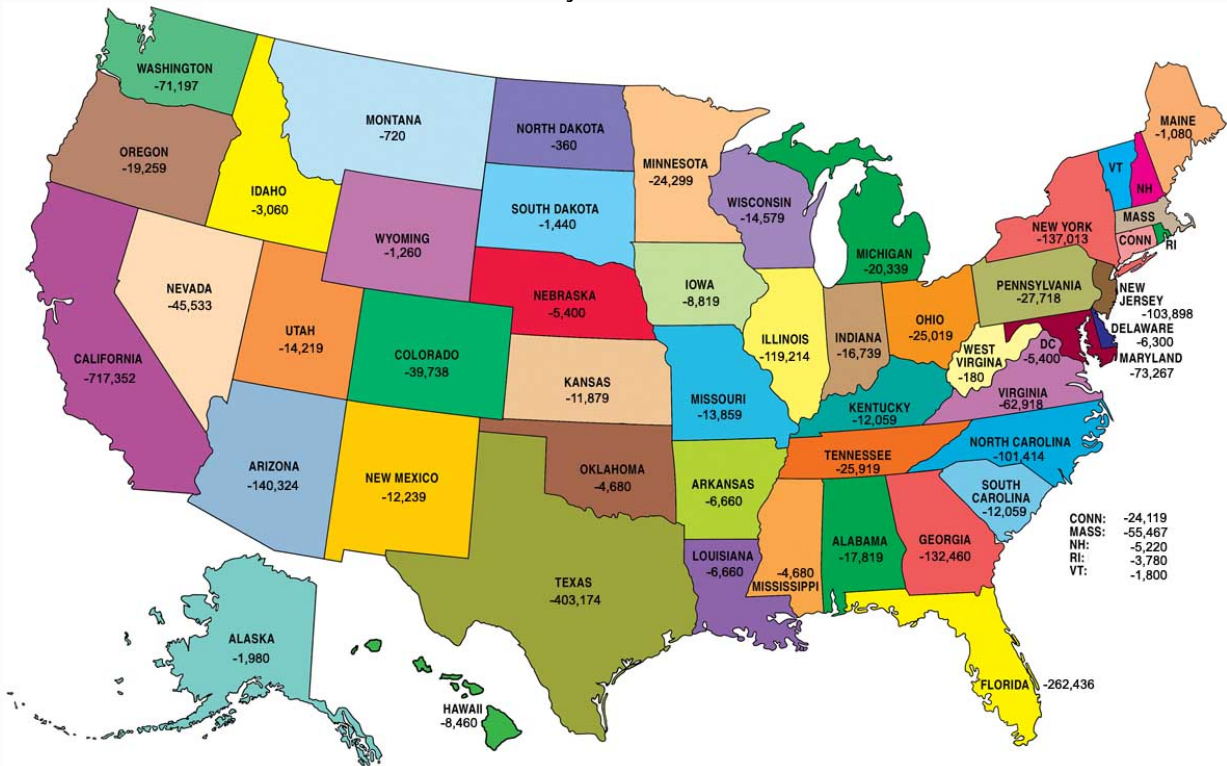 WASHINGTON
-71,197
OREGON
-19,259
IDAHO
-3,060
MONTANA
-720
NORTH DAKOTA
-360
MINNESOTA
-24,299
SOUTH DAKOTA
-1,440
WYOMING
-1,260
WISCONSIN
-14,579
MICHIGAN
-20,339
MAINE
-1,080
VT
NH
MASS
CONN
RI
NEW YORK
-137,013
PENNSYLVANIA
-27,718
NEW
JERSEY
-103,898
DELAWARE
-6,300
MARYLAND
-73,267
DC
-5,400
CALIFORNIA
-717,352
NEVADA
-45,533
UTAH
-14,219
COLORADO
-39,738
NEBRASKA
-5,400
IOWA
-8,819
ILLINOIS
-119,214
INDIANA
-16,739
OHIO
-25,019
WEST
VIRGINA
-180
VIRGINIA
-62,918
KANSAS
-11,879
MISSOURI
-13,859
KENTUCKY
-12,059
ARIZONA
-140,324
NEW MEXICO
-12,239
OKLAHOMA
-4,680
ARKANSAS
-6,660
TENNESSEE
-25,919
NORTH CAROLINA
-101,414
SOUTH
CAROLINA
-12,059
TEXAS
-403,174
LOUISIANA
-6,660
-4,680
MISSISSIPPI
ALABAMA
-17,819
GEORGIA
-132,460
FLORIDA
-262,436
CONN: -24,119
MASS: -55,467
NH: -5,220
RI: -3,780
VT: -1,800
ALASKA
-1,980
HAWAII
-8,460